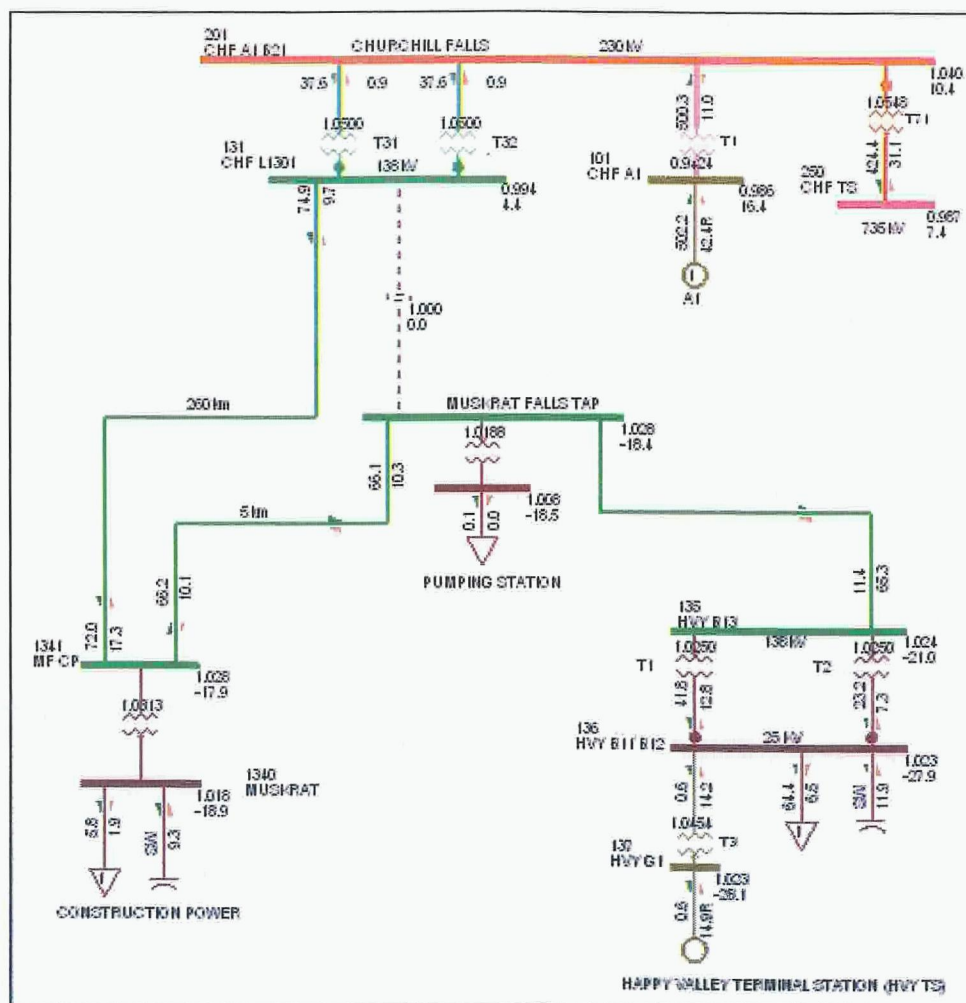 201
CHF A1 B21
CHURCHILL FALLS
230 kV
1.040
10.4
37.6
0.9
37.6
0.9
500.3
11.0
1.0548
T71
1.0500
T31
1.0500
T32
T1
0.9424
424.4
31.1
131
CHF L1301
138 kV
0.994
4.4
101
CHF A1
0.986
16.4
250
CHF TS
735 kV
0.987
7.4
74.9
9.7
502.2
42.4R
1
A1
1.000
0.0
260 km
MUSKRAT FALLS TAP
1.028
-18.4
1.0188
66.1
10.3
1.008
-18.5
0.1
0.0
5 km
PUMPING STATION
66.2
10.1
72.0
17.3
11.4
65.3
1341
MF CP
1.028
-17.9
135
HVY B13
138 kV
1.024
-21.0
1.0250
T1
1.0250
T2
41.8
12.8
23.2
7.3
1.0313
136
HVY B11 B12
25 kV
1.023
-27.9
1340
MUSKRAT
1.018
-18.9
5.8
1.9
SW
9.3
0.6
14.2
64.4
6.5
SW
11.9
1
1.0454
T3
HVY G1
1.023
0.6
14.9R
1
CONSTRUCTION POWER
HAPPY VALLEY TERMINAL STATION (HVY TS)